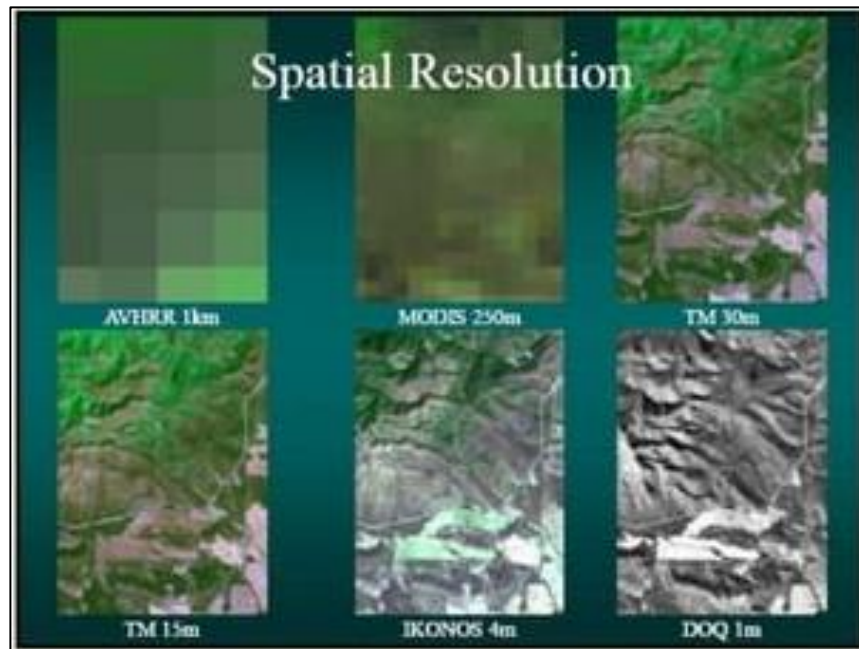 Spatial Resolution
AVHRR 1km
MODIS 250m
TM 30m
TM 15m
IKONOS 4m
DOQ 1m